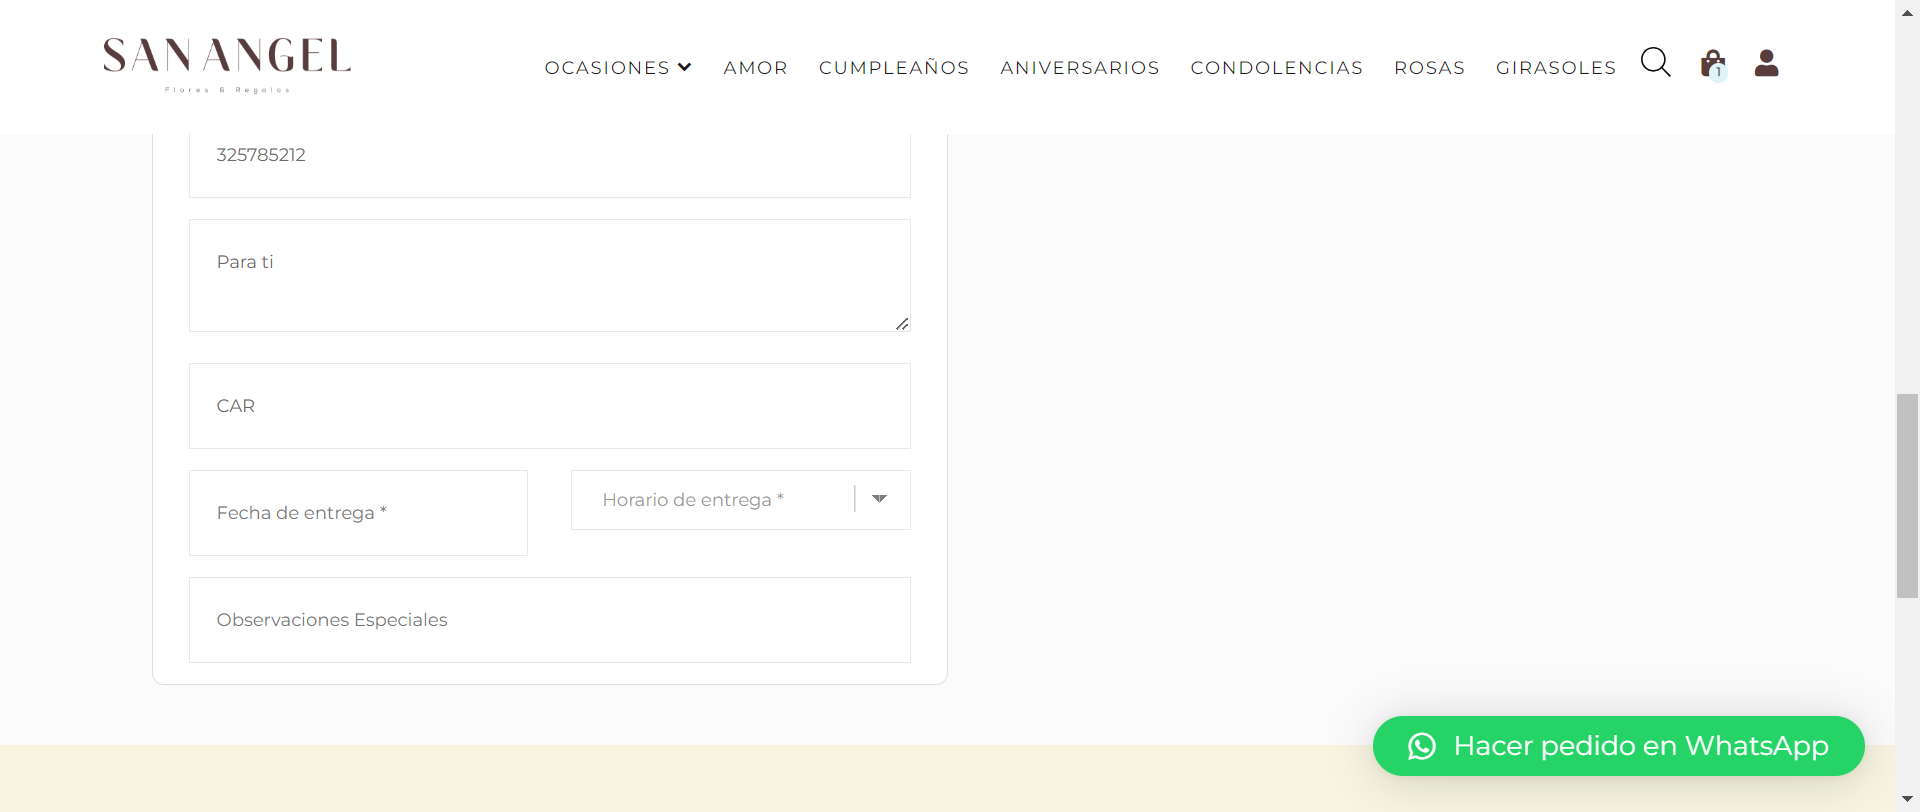 SAN ANGEL
Flores & Regalos
OCASIONES
AMOR
CUMPLEAÑOS
ANIVERSARIOS
CONDOLENCIAS
ROSAS
GIRASOLES
1
325785212
Para ti
CAR
Fecha de entrega *
Horario de entrega *
Observaciones Especiales
Hacer pedido en WhatsApp